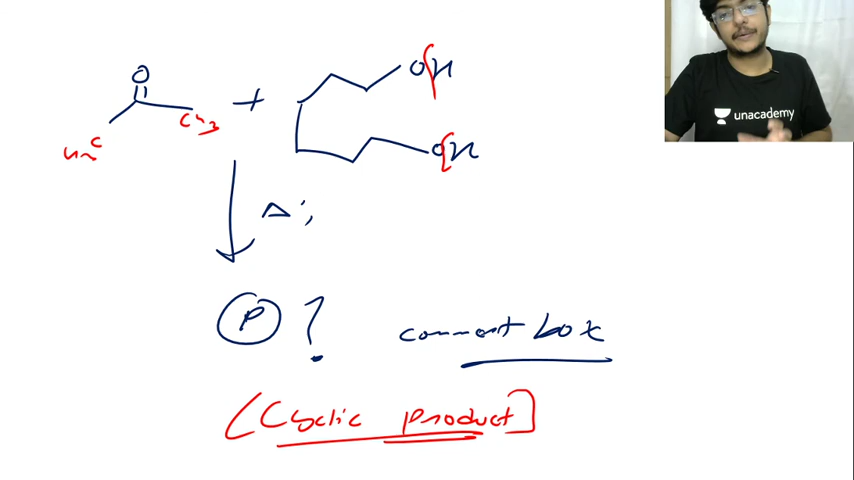 O
OH
+
H3C
CH3
OH
unacademy
Δ;
P ?
comment box
(Cyclic product]